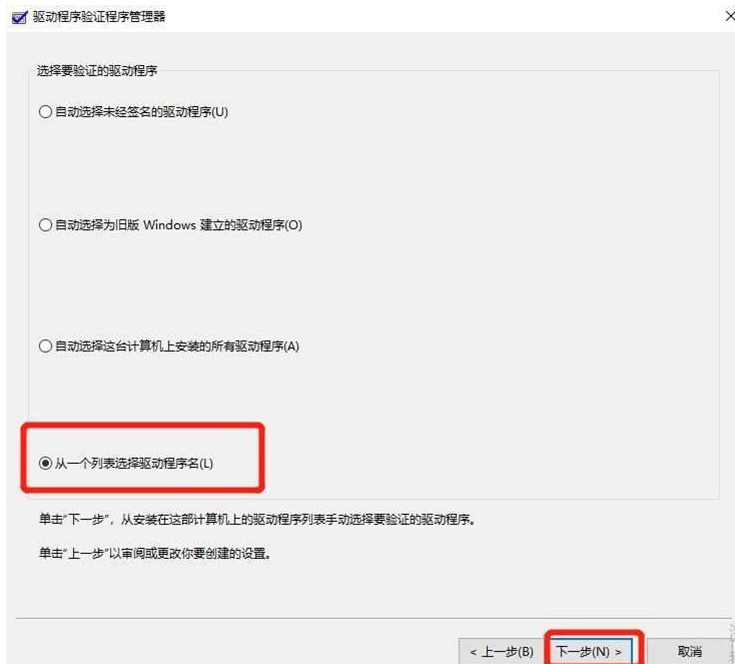 驱动程序验证程序管理器
选择要验证的驱动程序
自动选择未经签名的驱动程序(U)
自动选择为旧版 Windows 建立的驱动程序(O)
自动选择这台计算机上安装的所有驱动程序(A)
从一个列表选择驱动程序名(L)
单击“下一步”，从安装在这部计算机上的驱动程序列表手动选择要验证的驱动程序。
单击“上一步”以审阅或更改你要创建的设置。
< 上一步(B) 下一步(N) > 取消